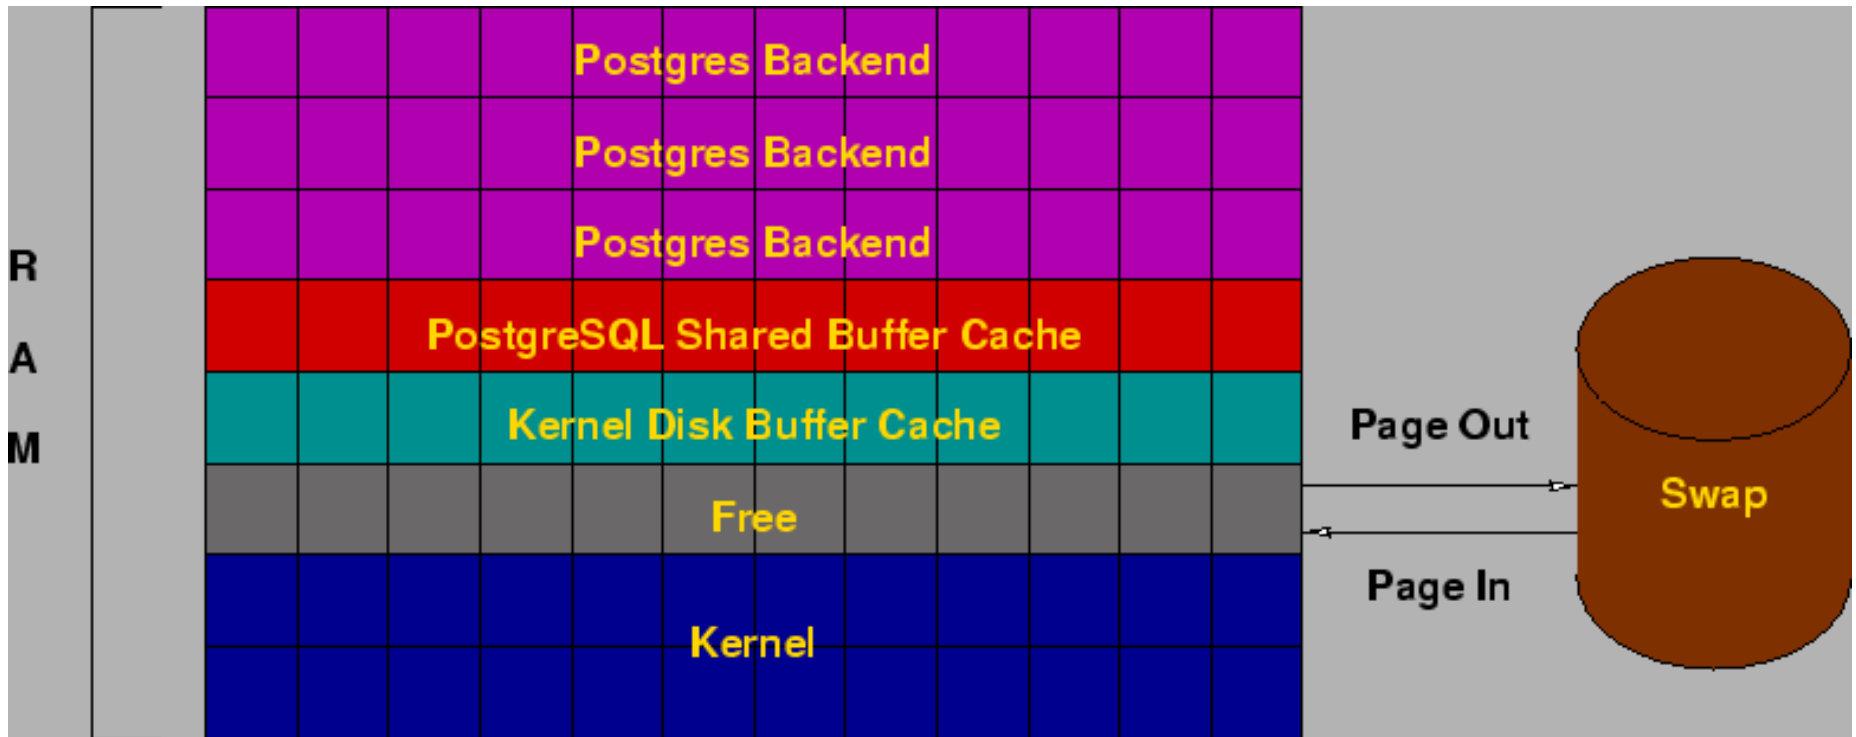 Postgres Backend
Postgres Backend
Postgres Backend
PostgreSQL Shared Buffer Cache
Kernel Disk Buffer Cache
Free
Kernel
R
A
M
Page Out
Page In
Swap